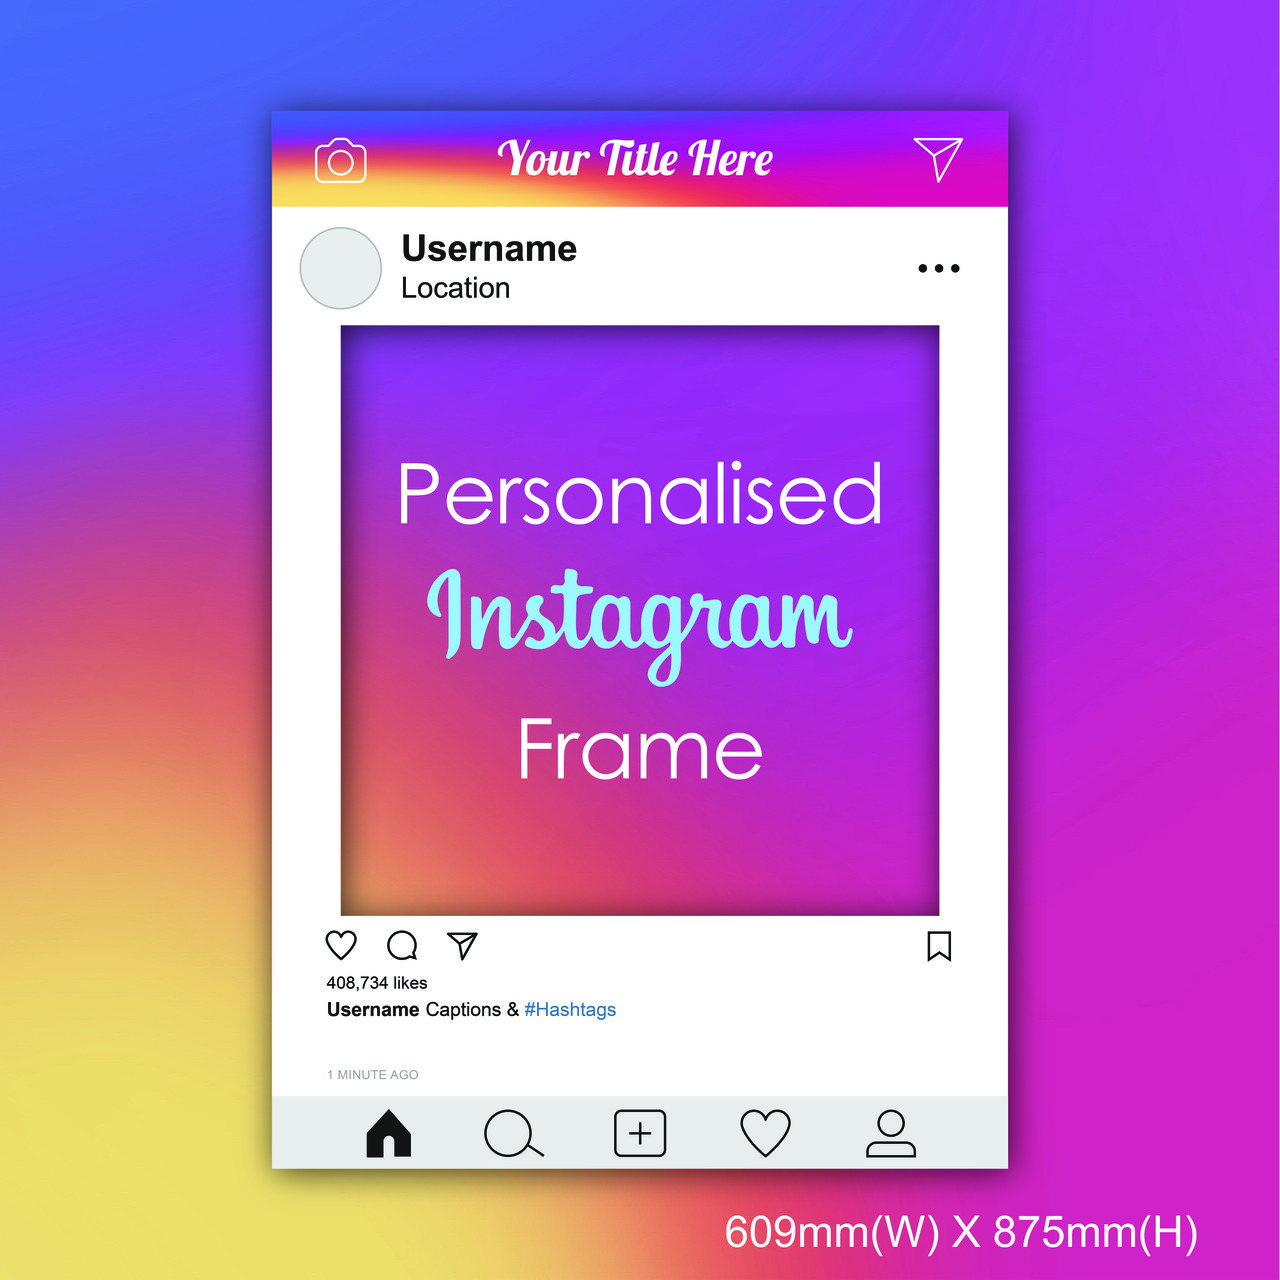 Your Title Here
Username
Location
Personalised
Instagram
Frame
408,734 likes
Username Captions & #Hashtags
1 MINUTE AGO
609mm(W) X 875mm(H)